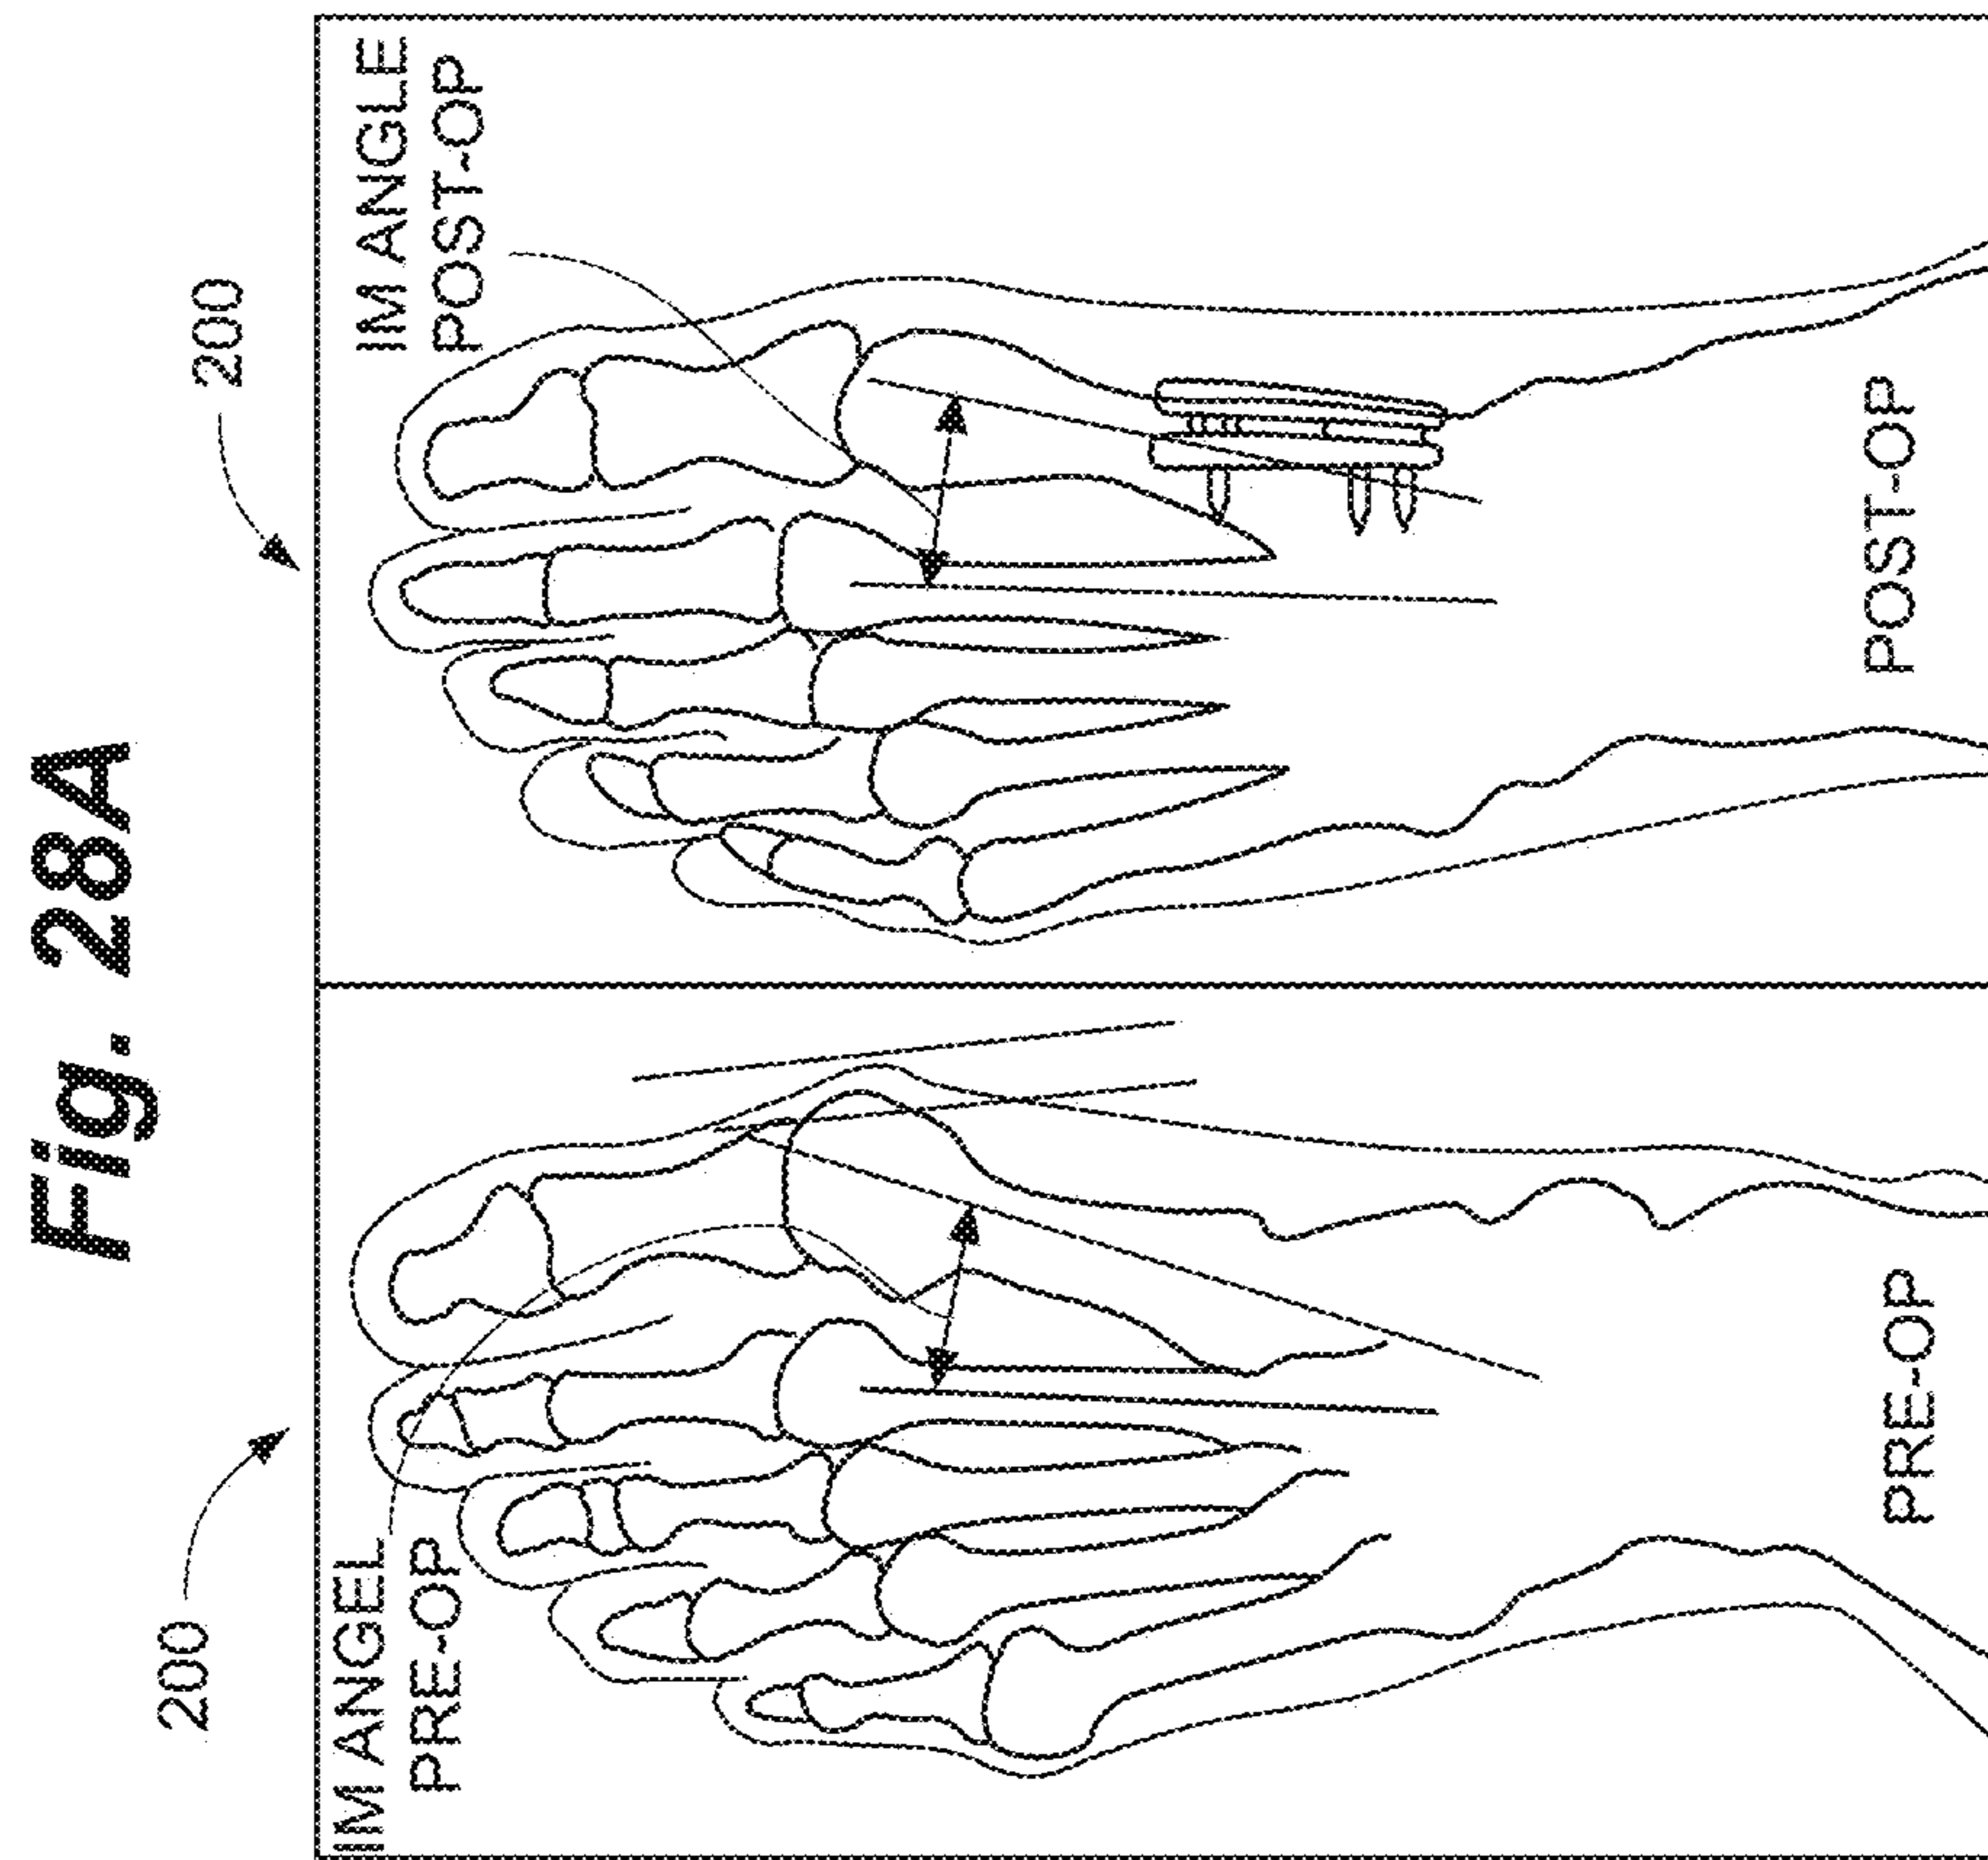 Fig. 28A
200
200
IM ANGEL
PRE-OP
IM ANGLE
POST-OP
PRE-OP
POST-OP